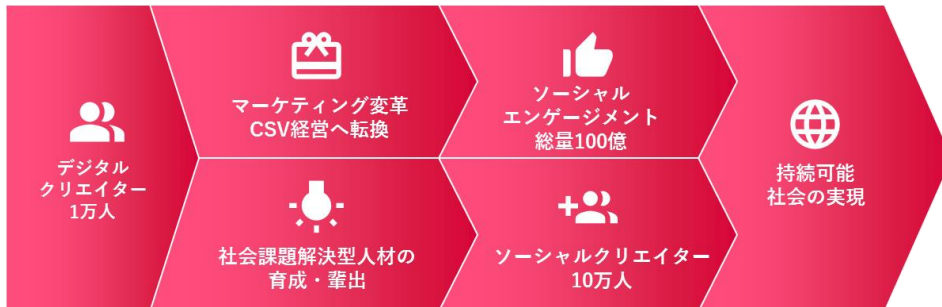 デジタル
クリエイター
1万人
マーケティング変革
CSV経営へ転換
社会課題解決型人材の
育成・輩出
ソーシャル
エンゲージメント
総量100億
ソーシャルクリエイター
10万人
持続可能
社会の実現